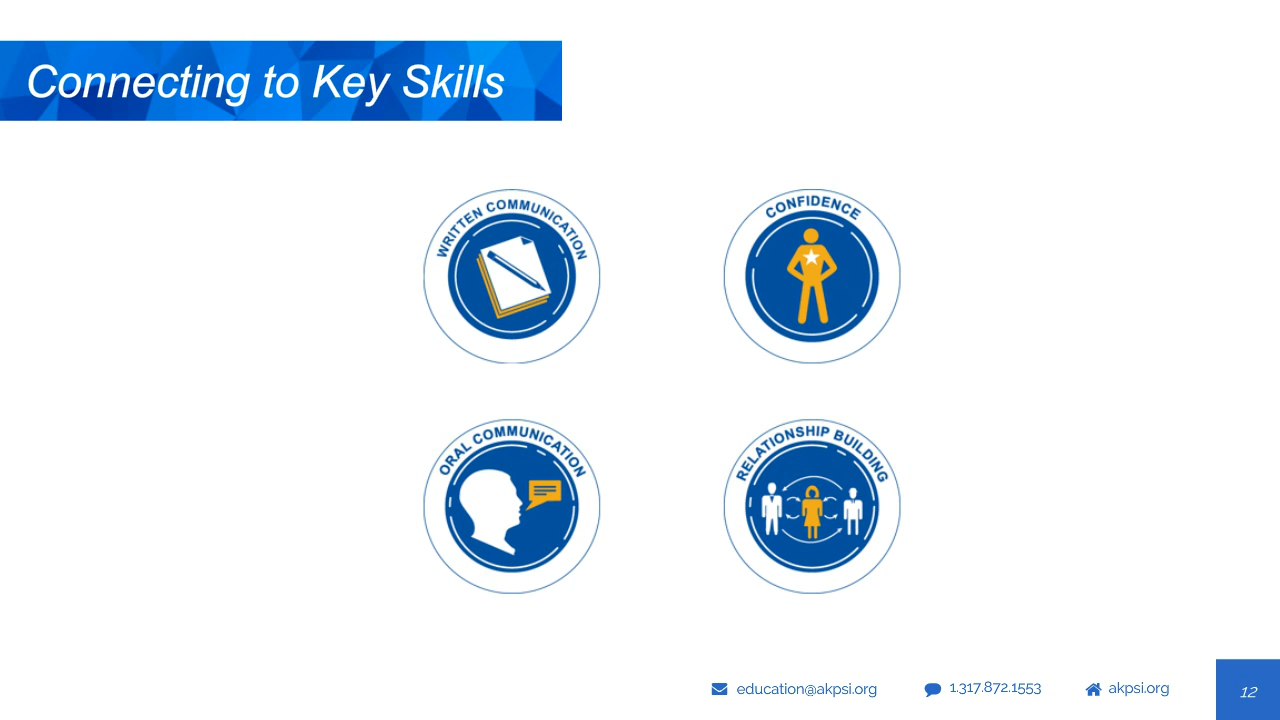 Connecting to Key Skills
WRITTEN COMMUNICATION
CONFIDENCE
ORAL COMMUNICATION
RELATIONSHIP BUILDING
education@akpsi.org
1.317.872.1553
akpsi.org
12